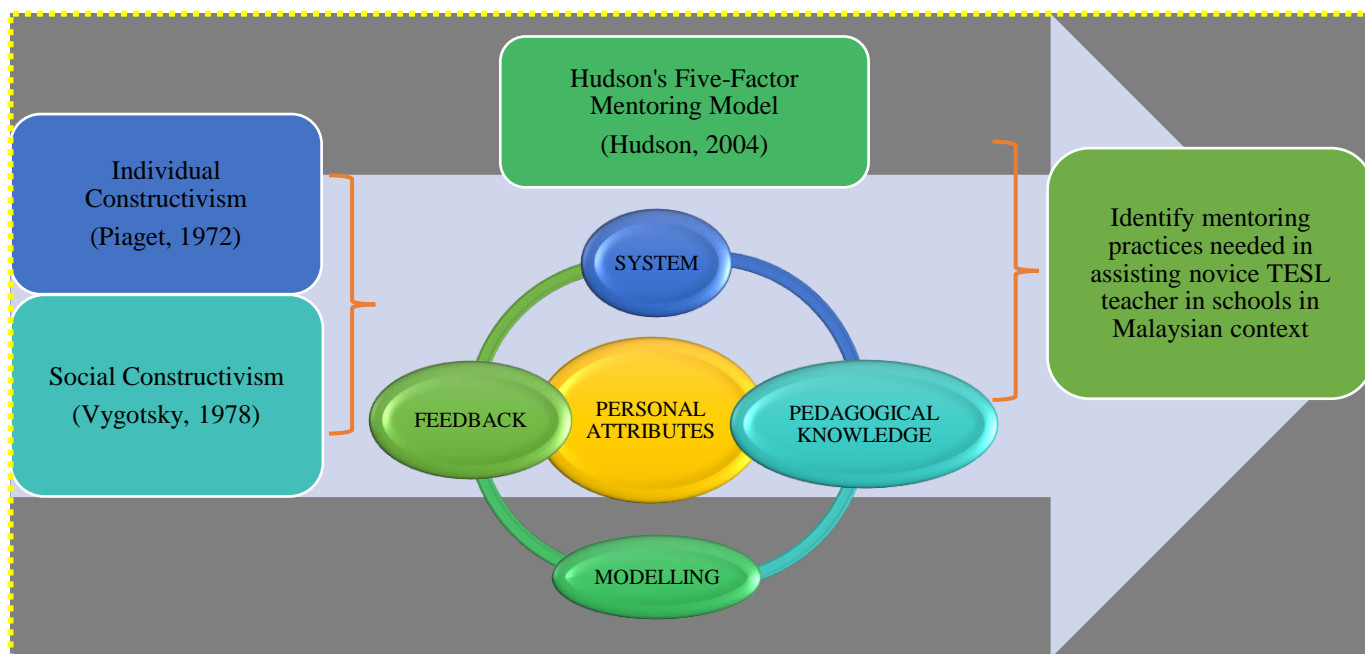 Hudson's Five-Factor
Mentoring Model
(Hudson, 2004)
Individual
Constructivism
(Piaget, 1972)
Social Constructivism
(Vygotsky, 1978)
SYSTEM
FEEDBACK
PERSONAL
ATTRIBUTES
PEDAGOGICAL
KNOWLEDGE
MODELLING
Identify mentoring
practices needed in
assisting novice TESL
teacher in schools in
Malaysian context